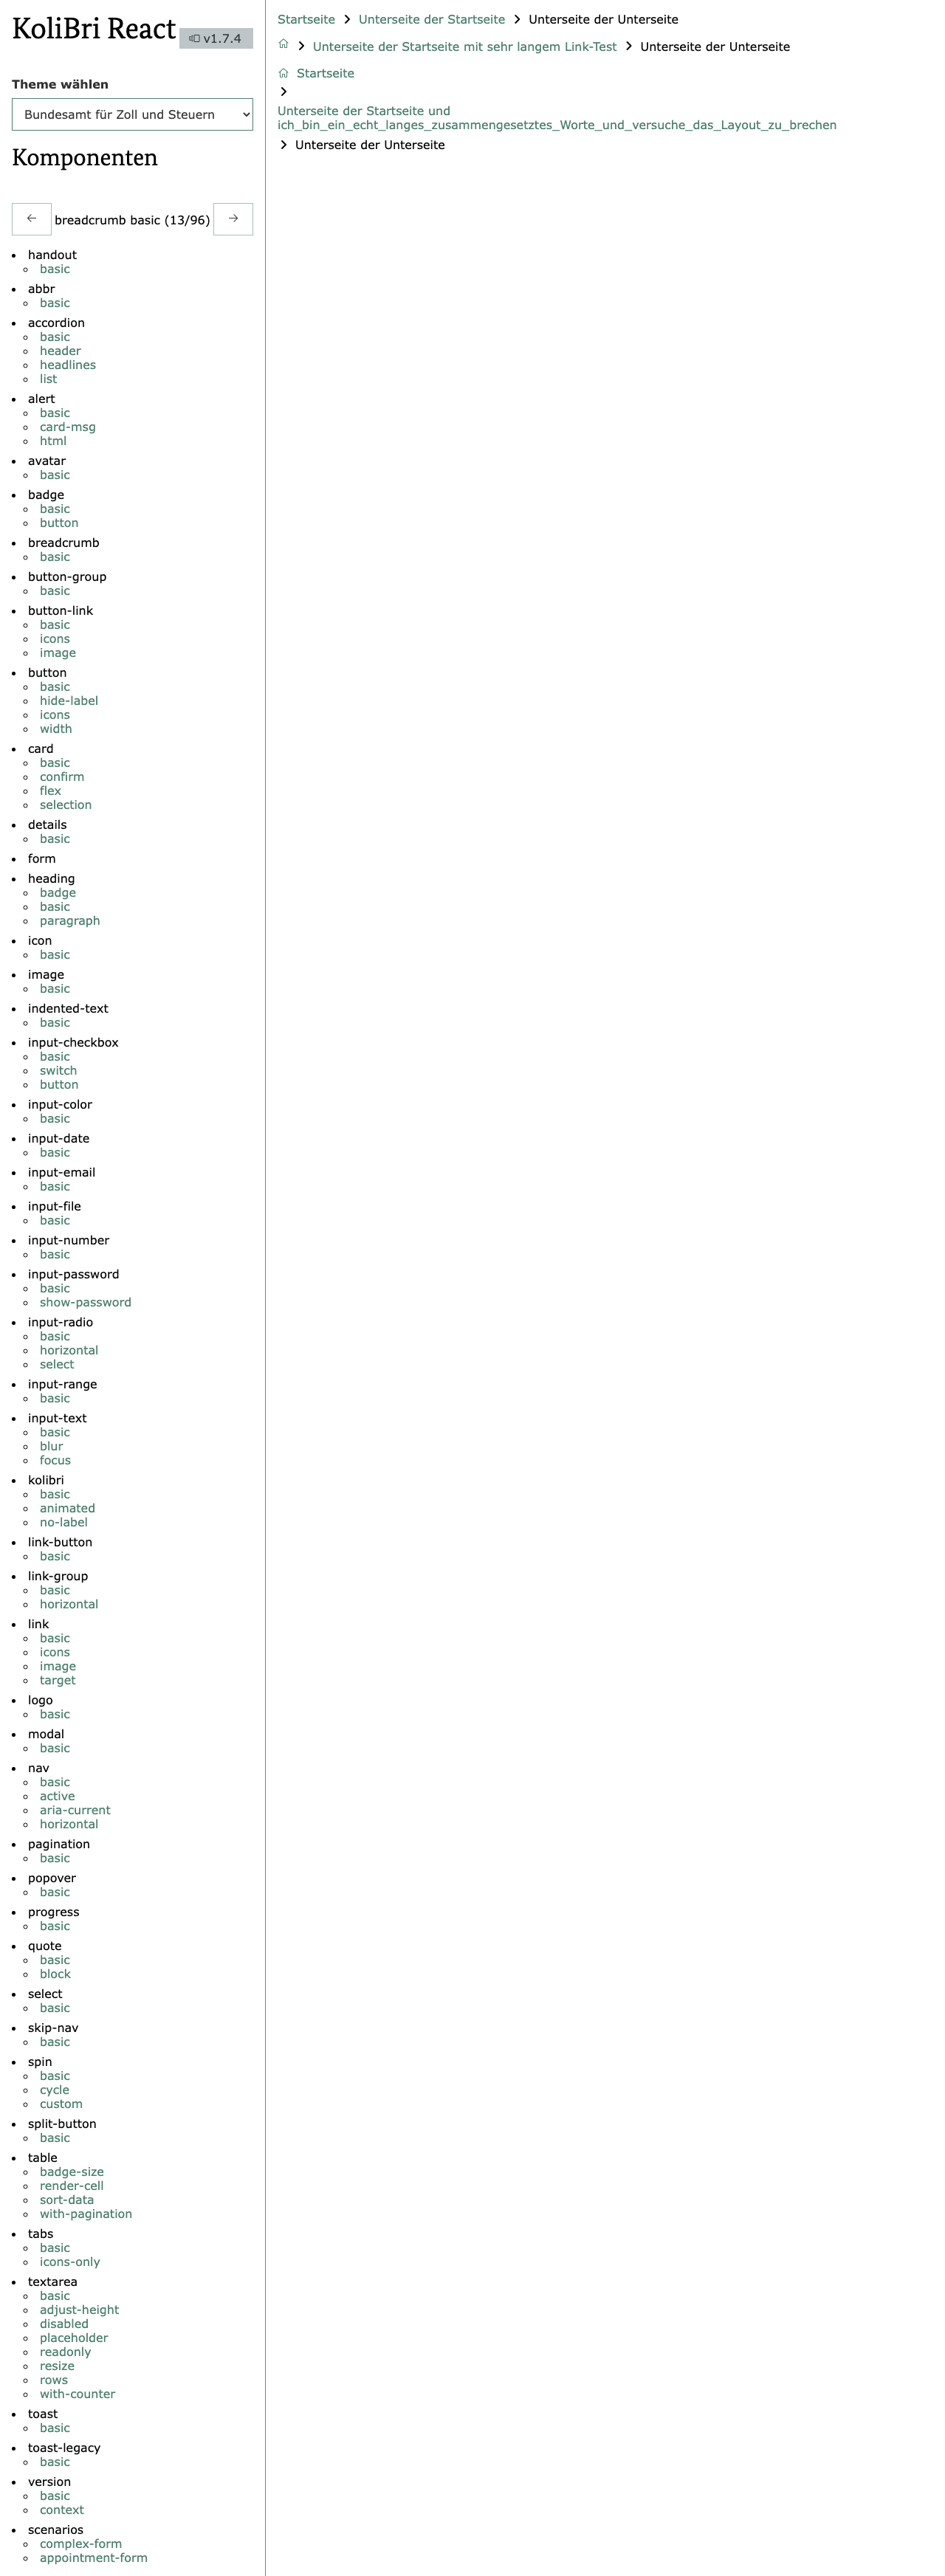 KoliBri React v1.7.4
Theme wählen
Bundesamt für Zoll und Steuern
Komponenten
breadcrumb basic (13/96)
handout
basic
abbr
basic
accordion
basic
header
headlines
list
alert
basic
card-msg
html
avatar
basic
badge
basic
button
breadcrumb
basic
button-group
basic
button-link
basic
icons
image
button
basic
hide-label
icons
width
card
basic
confirm
flex
selection
details
basic
form
heading
badge
basic
paragraph
icon
basic
image
basic
indented-text
basic
input-checkbox
basic
switch
button
input-color
basic
input-date
basic
input-email
basic
input-file
basic
input-number
basic
input-password
basic
show-password
input-radio
basic
horizontal
select
input-range
basic
input-text
basic
blur
focus
kolibri
basic
animated
no-label
link-button
basic
link-group
basic
horizontal
link
basic
icons
image
target
logo
basic
modal
basic
nav
basic
active
aria-current
horizontal
pagination
basic
popover
basic
progress
basic
quote
basic
block
select
basic
skip-nav
basic
spin
basic
cycle
custom
split-button
basic
table
badge-size
render-cell
sort-data
with-pagination
tabs
basic
icons-only
textarea
basic
adjust-height
disabled
placeholder
readonly
resize
rows
with-counter
toast
basic
toast-legacy
basic
version
basic
context
scenarios
complex-form
appointment-form
Startseite Unterseite der Startseite Unterseite der Unterseite
Unterseite der Startseite mit sehr langem Link-Test Unterseite der Unterseite
Startseite
Unterseite der Startseite und
ich_bin_ein_echt_langes_zusammengesetztes_Worte_und_versuche_das_Layout_zu_brechen
Unterseite der Unterseite